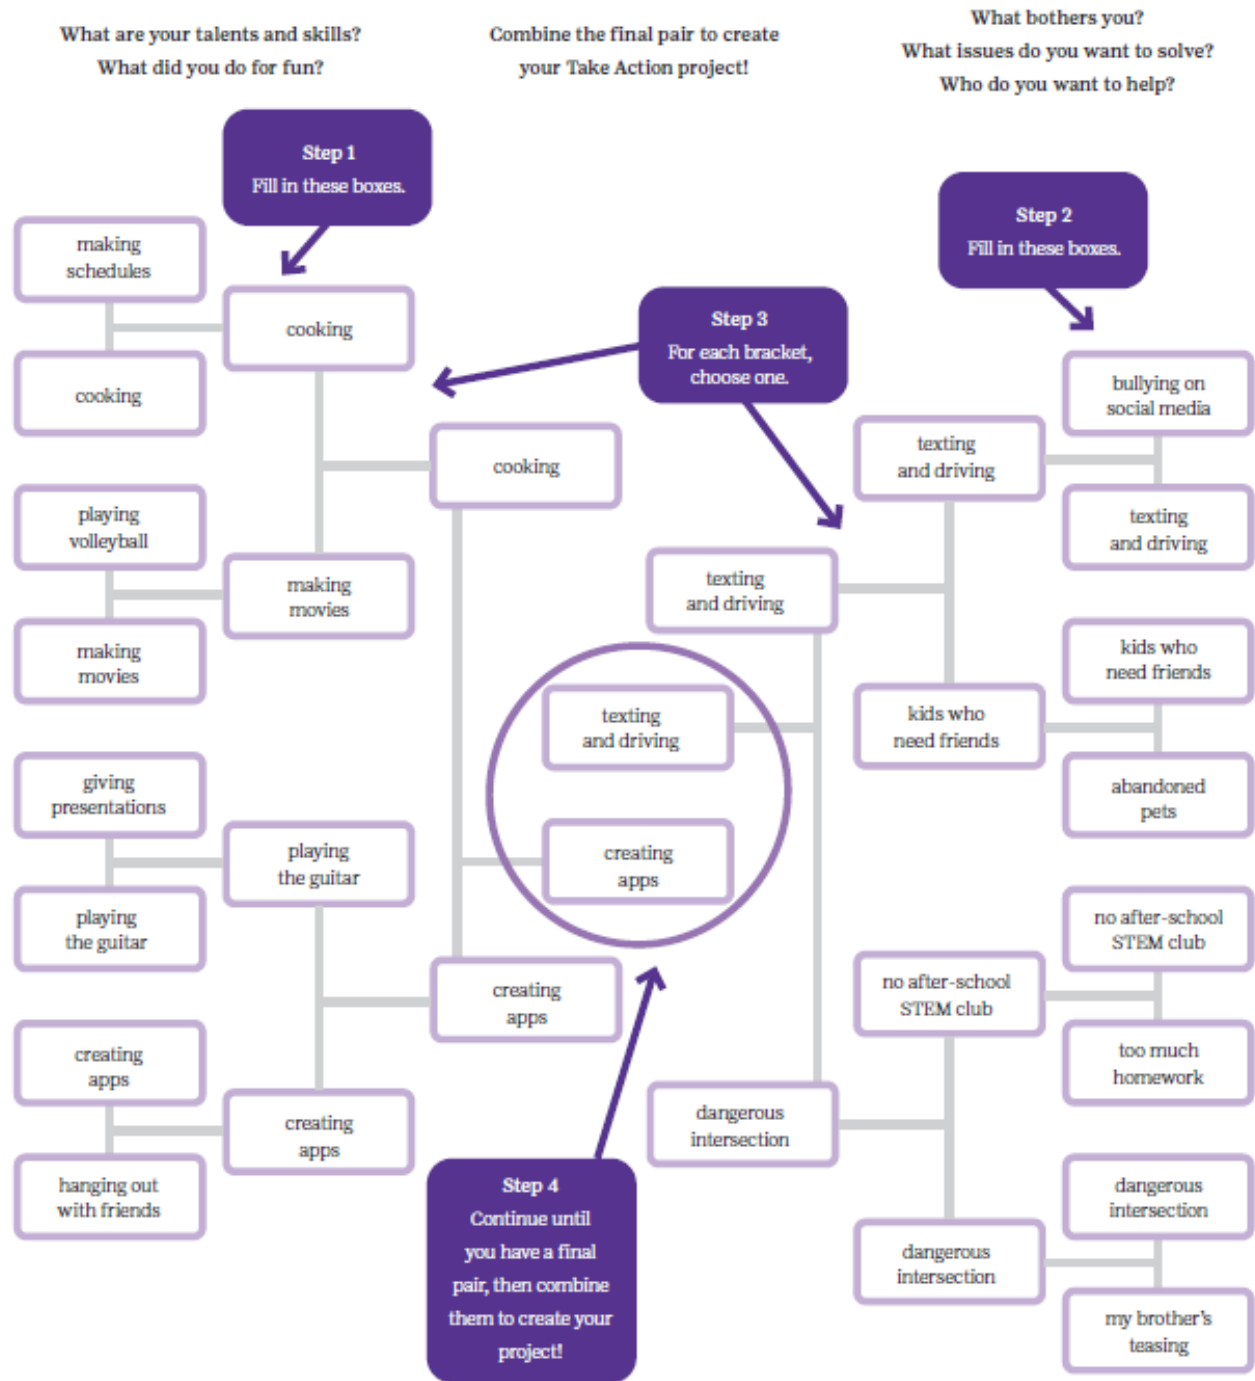 What are your talents and skills?
What did you do for fun?
Combine the final pair to create
your Take Action project!
What bothers you?
What issues do you want to solve?
Who do you want to help?
Step 1
Fill in these boxes.
making
schedules
cooking
cooking
playing
volleyball
making
movies
making
movies
cooking
giving
presentations
playing
the guitar
playing
the guitar
creating
apps
creating
apps
hanging out
with friends
creating
apps
Step 3
For each bracket,
choose one.
texting
and driving
texting
and driving
creating
apps
dangerous
intersection
Step 4
Continue until
you have a final
pair, then combine
them to create your
project!
Step 2
Fill in these boxes.
bullying on
social media
texting
and driving
texting
and driving
kids who
need friends
kids who
need friends
abandoned
pets
no after-school
STEM club
no after-school
STEM club
too much
homework
dangerous
intersection
dangerous
intersection
my brother's
teasing